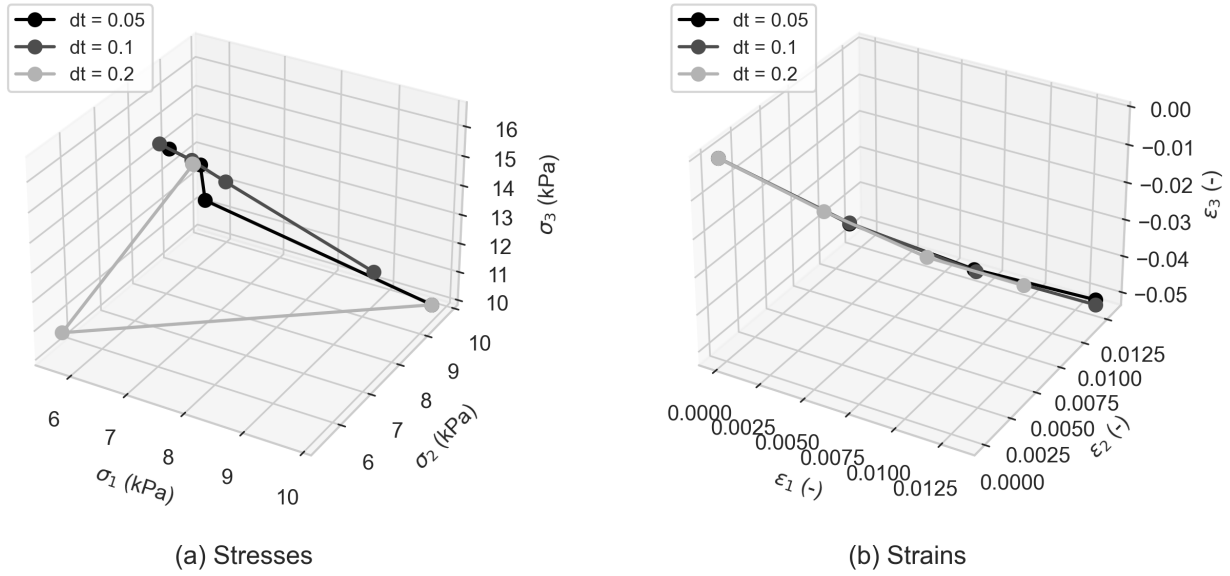 dt = 0.05
dt = 0.1
dt = 0.2
16
15
14
13
12
11
10
σ3 (kPa)
10
9
8
7
6
σ2 (kPa)
6
7
8
9
10
σ1 (kPa)
(a) Stresses
dt = 0.05
dt = 0.1
dt = 0.2
0.00
−0.01
−0.02
−0.03
−0.04
−0.05
ε3 (-)
0.0125
0.0100
0.0075
0.0050
0.0025
0.0000
ε2 (-)
0.0000
0.0025
0.0050
0.0075
0.0100
0.0125
ε1 (-)
(b) Strains